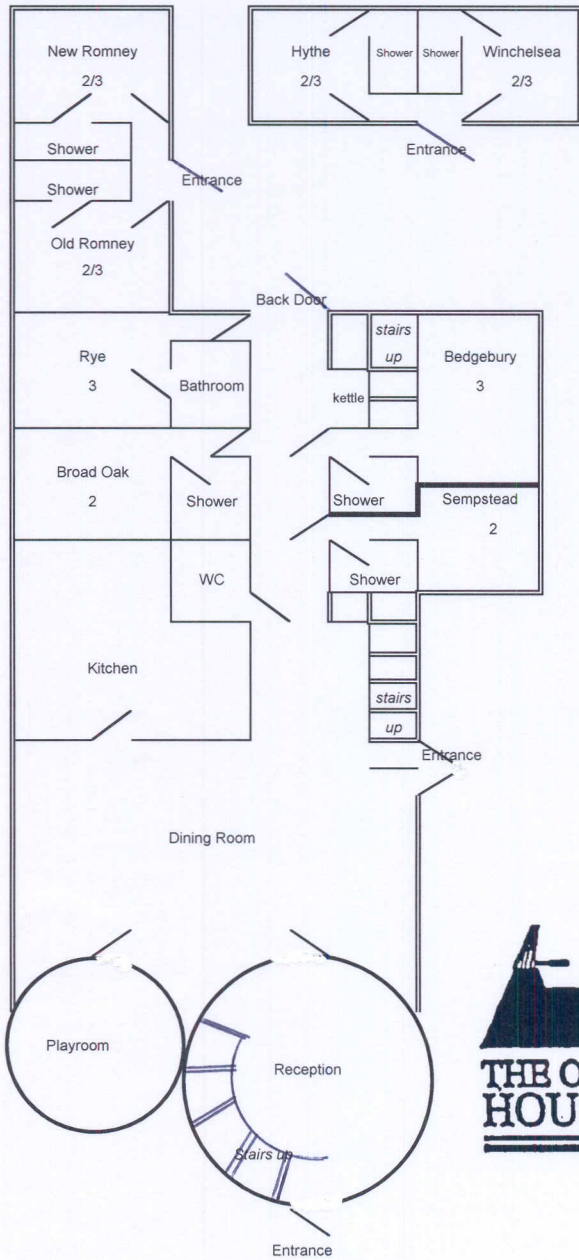 New Romney
2/3
Hythe
2/3
Shower
Shower
Winchelsea
2/3
Shower
Entrance
Entrance
Shower
Old Romney
2/3
Back Door
stairs
up
Rye
3
Bathroom
Bedgebury
3
kettle
Broad Oak
2
Shower
Shower
Sempstead
2
WC
Shower
Kitchen
stairs
up
Entrance
Dining Room
Playroom
Reception
THE O
HOU
Stairs up
Entrance